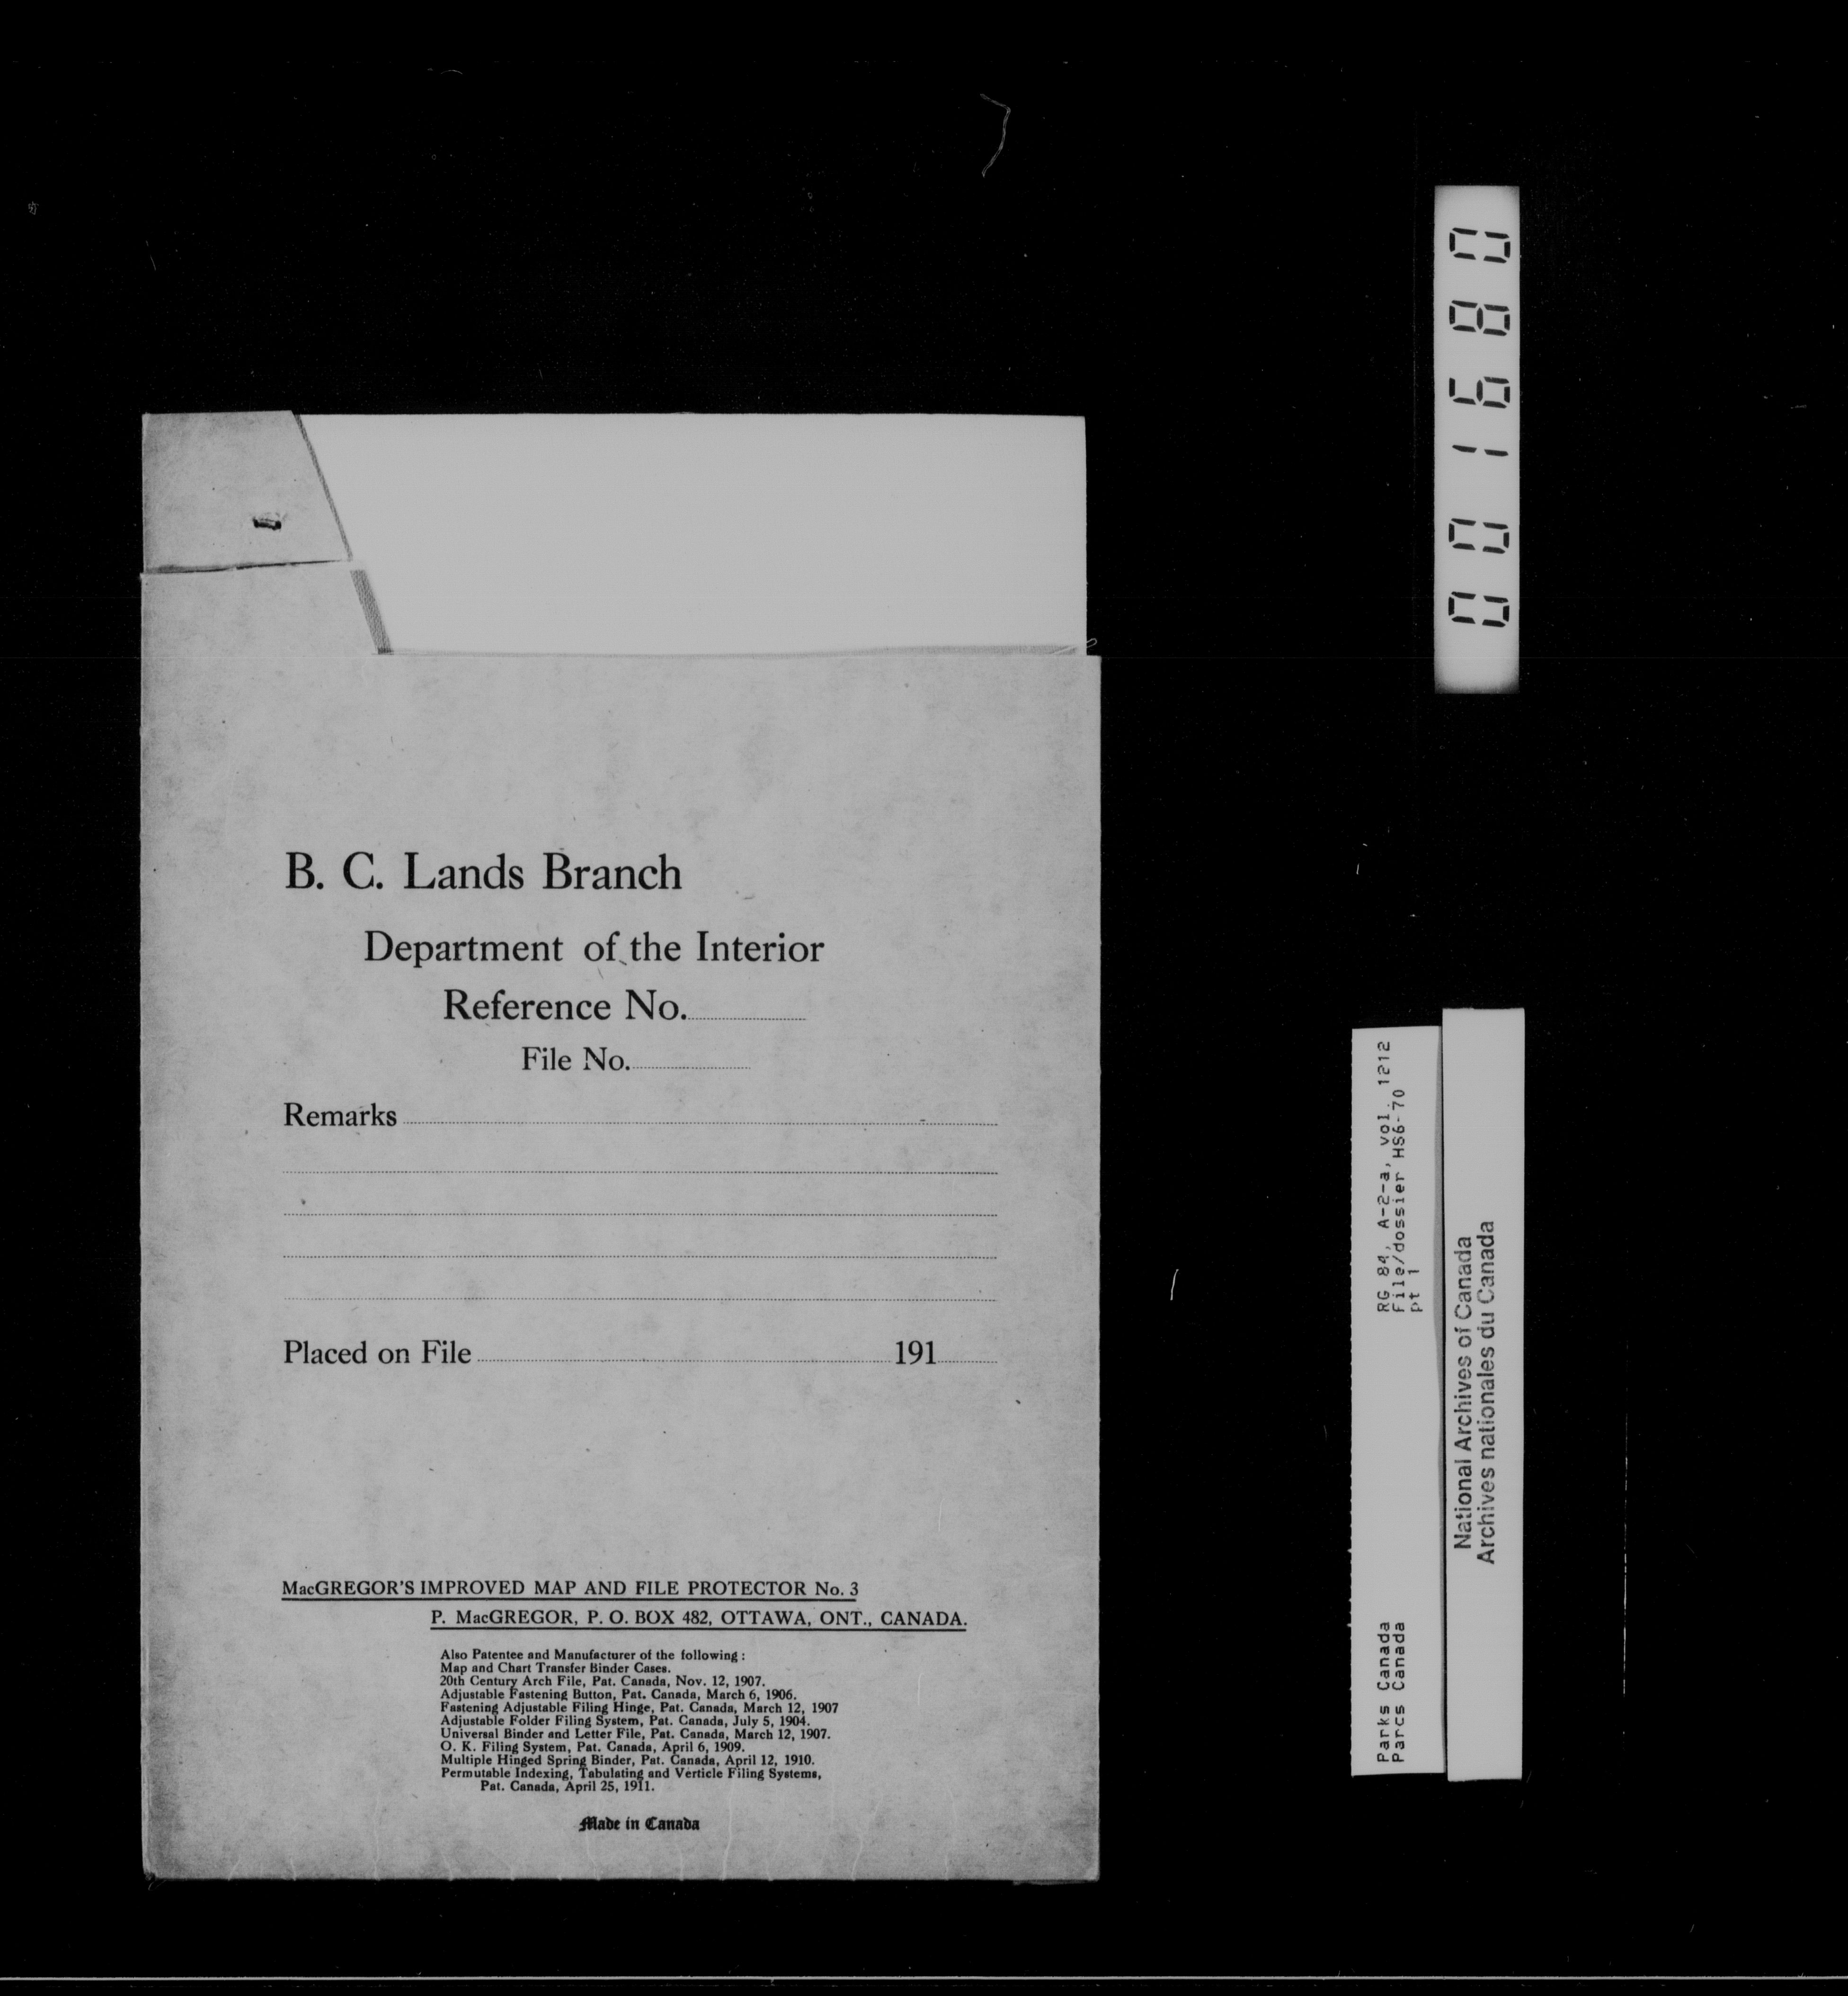 B. C. Lands Branch
Department of the Interior
Reference No.
File No.
Remarks
Placed on File 191
MacGREGOR'S IMPROVED MAP AND FILE PROTECTOR No. 3
P. MacGREGOR, P. O. BOX 482, OTTAWA, ONT., CANADA.
Also Patentee and Manufacturer of the following :
Map and Chart Transfer Binder Cases.
20th Century Arch File, Pat. Canada, Nov. 12, 1907.
Adjustable Fastening Button, Pat. Canada, March 6, 1906.
Fastening Adjustable Filing Hinge, Pat. Canada, March 12, 1907
Adjustable Folder Filing System, Pat. Canada, July 5, 1904.
Universal Binder and Letter File, Pat. Canada, March 12, 1907.
O. K. Filing System, Pat. Canada, April 6, 1909.
Multiple Hinged Spring Binder, Pat. Canada, April 12, 1910.
Permutable Indexing, Tabulating and Verticle Filing Systems,
Pat. Canada, April 25, 1911.
Made in Canada
001680
Parks Canada
Parcs Canada
RG 84, A-2-a, vol. 1212
File/dossier HS6-70
pt 1
National Archives of Canada
Archives nationales du Canada